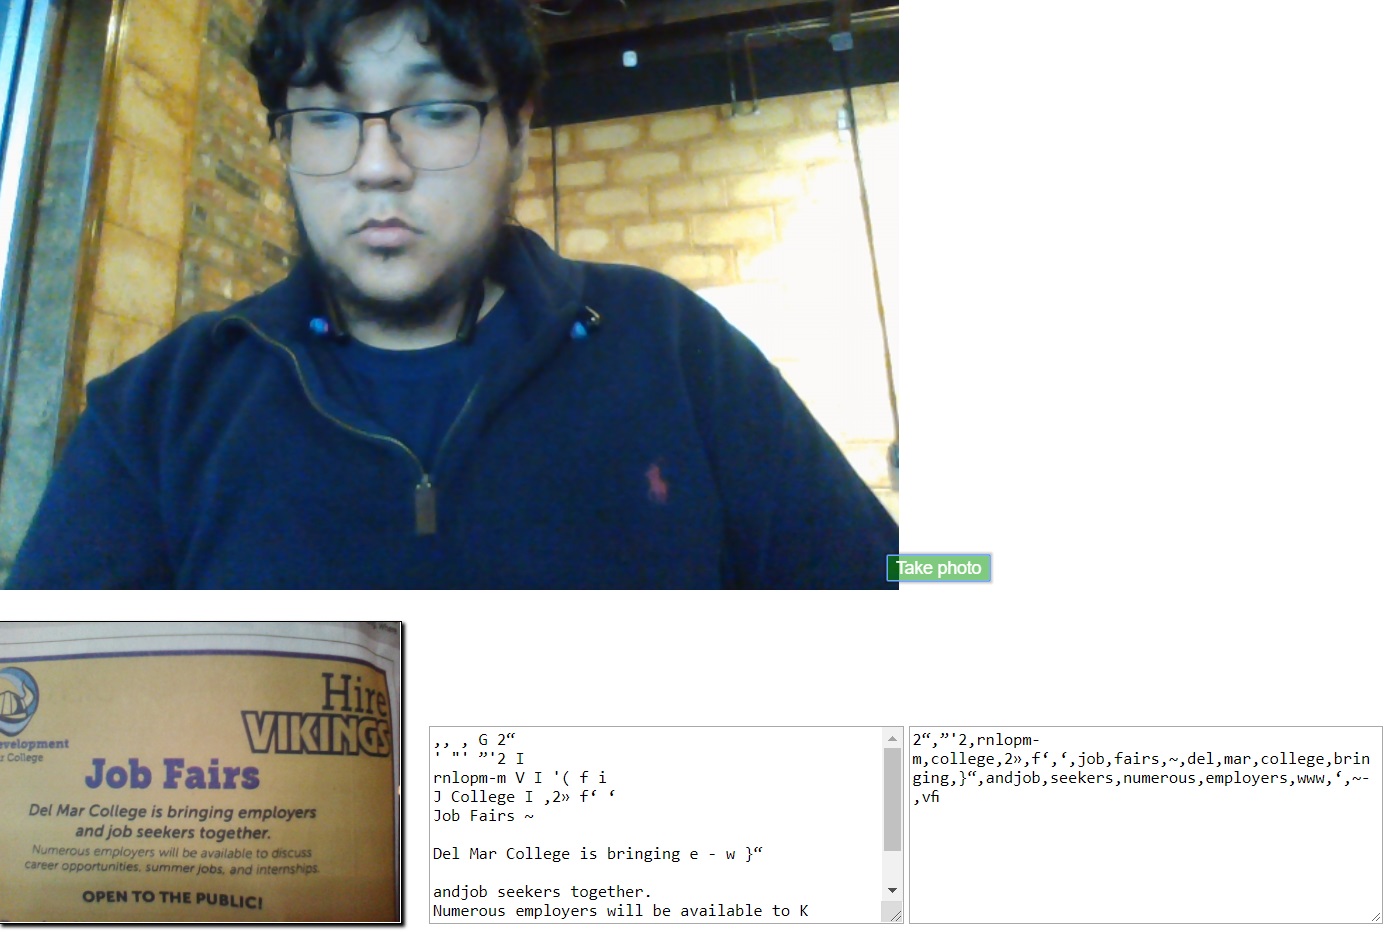 Take photo
Hire
VIKINGS
evelopment
r College
Job Fairs
Del Mar College is bringing employers
and job seekers together.
Numerous employers will be available to discuss
career opportunities, summer jobs, and internships.
OPEN TO THE PUBLIC!
,, , G 2“
' "' ”'2 I
rnlopm-m V I '( f i
J College I ,2» f‘ ‘
Job Fairs ~
Del Mar College is bringing e - w }“
andjob seekers together.
Numerous employers will be available to K
2“,”'2,rnlopm-
m,college,2»,f‘,‘,job,fairs,~,del,mar,college,brin
ging,}“,andjob,seekers,numerous,employers,www,‘,~-
,vfi